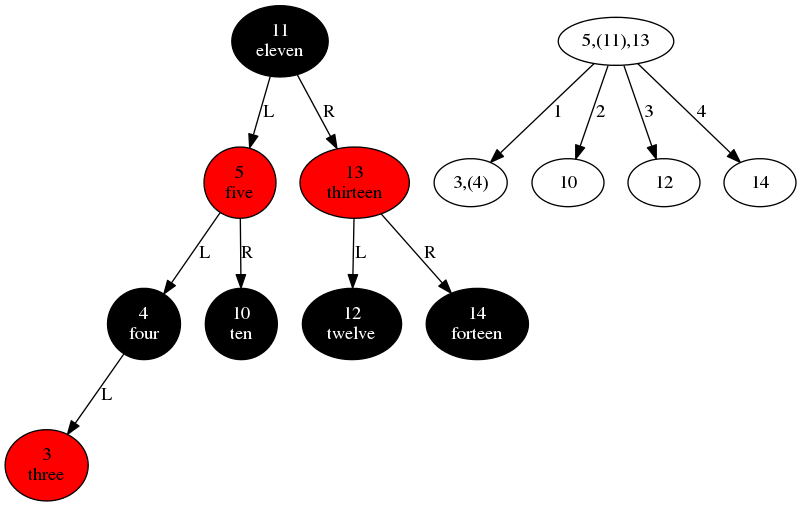 11
eleven
5,(11),13
L
R
1
2
3
4
5
five
13
thirteen
3,(4)
10
12
14
L
R
L
R
4
four
10
ten
12
twelve
14
forteen
L
3
three